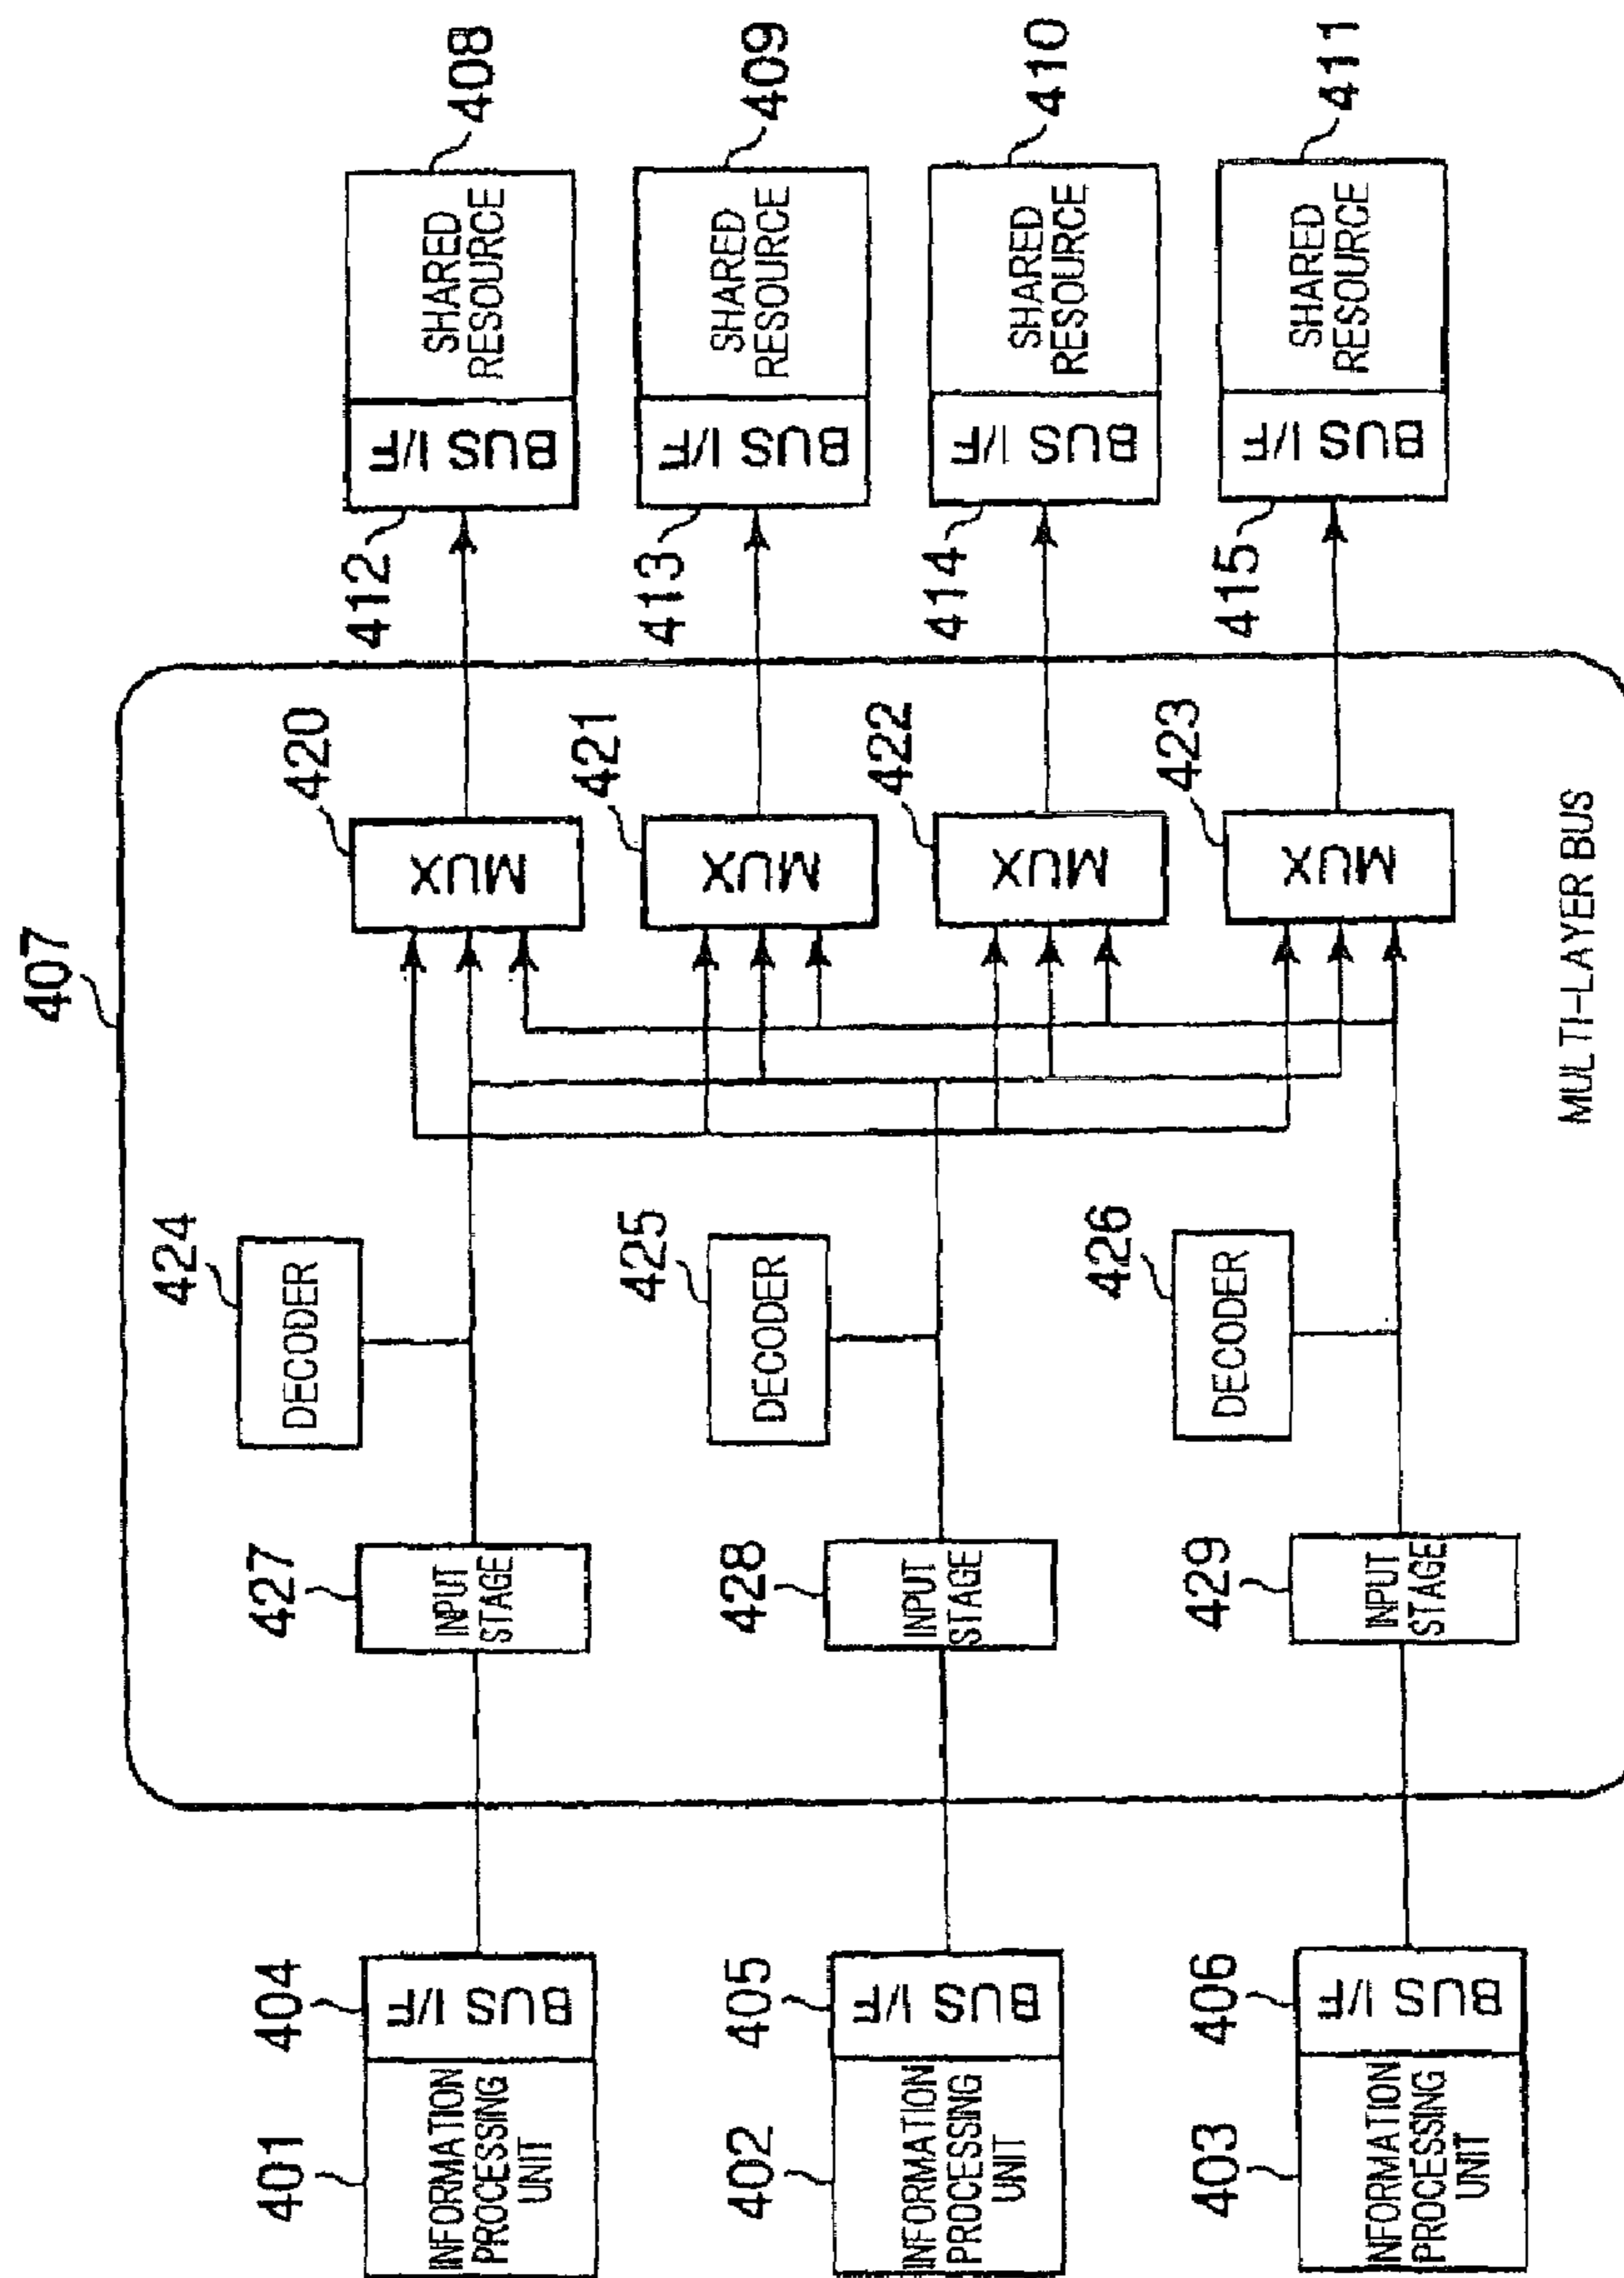 407
401
INFORMATION
PROCESSING
UNIT
404
BUS I/F
427
INPUT
STAGE
424
DECODER
420
MUX
412
BUS I/F
SHARED
RESOURCE
408
421
MUX
413
BUS I/F
SHARED
RESOURCE
409
402
INFORMATION
PROCESSING
UNIT
405
BUS I/F
428
INPUT
STAGE
425
DECODER
422
MUX
414
BUS I/F
SHARED
RESOURCE
410
403
INFORMATION
PROCESSING
UNIT
406
BUS I/F
429
INPUT
STAGE
426
DECODER
423
MUX
415
BUS I/F
SHARED
RESOURCE
411
MULTI-LAYER BUS